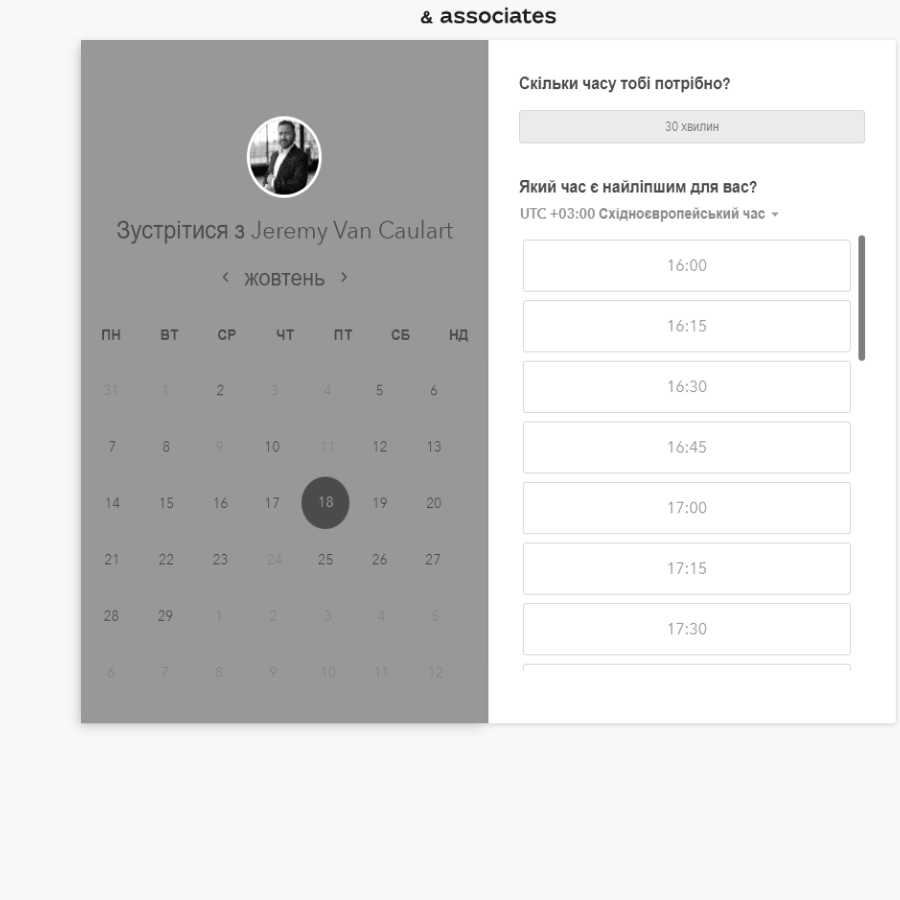 & associates
Зустрітися з Jeremy Van Caulart
жовтень
ПН ВТ СР ЧТ ПТ СБ НД
31 1 2 3 4 5 6
7 8 9 10 11 12 13
14 15 16 17 18 19 20
21 22 23 24 25 26 27
28 29 1 2 3 4 5
6 7 8 9 10 11 12
Скільки часу тобі потрібно?
30 хвилин
Який час є найліпшим для вас?
UTC +03:00 Східноєвропейський час
16:00
16:15
16:30
16:45
17:00
17:15
17:30